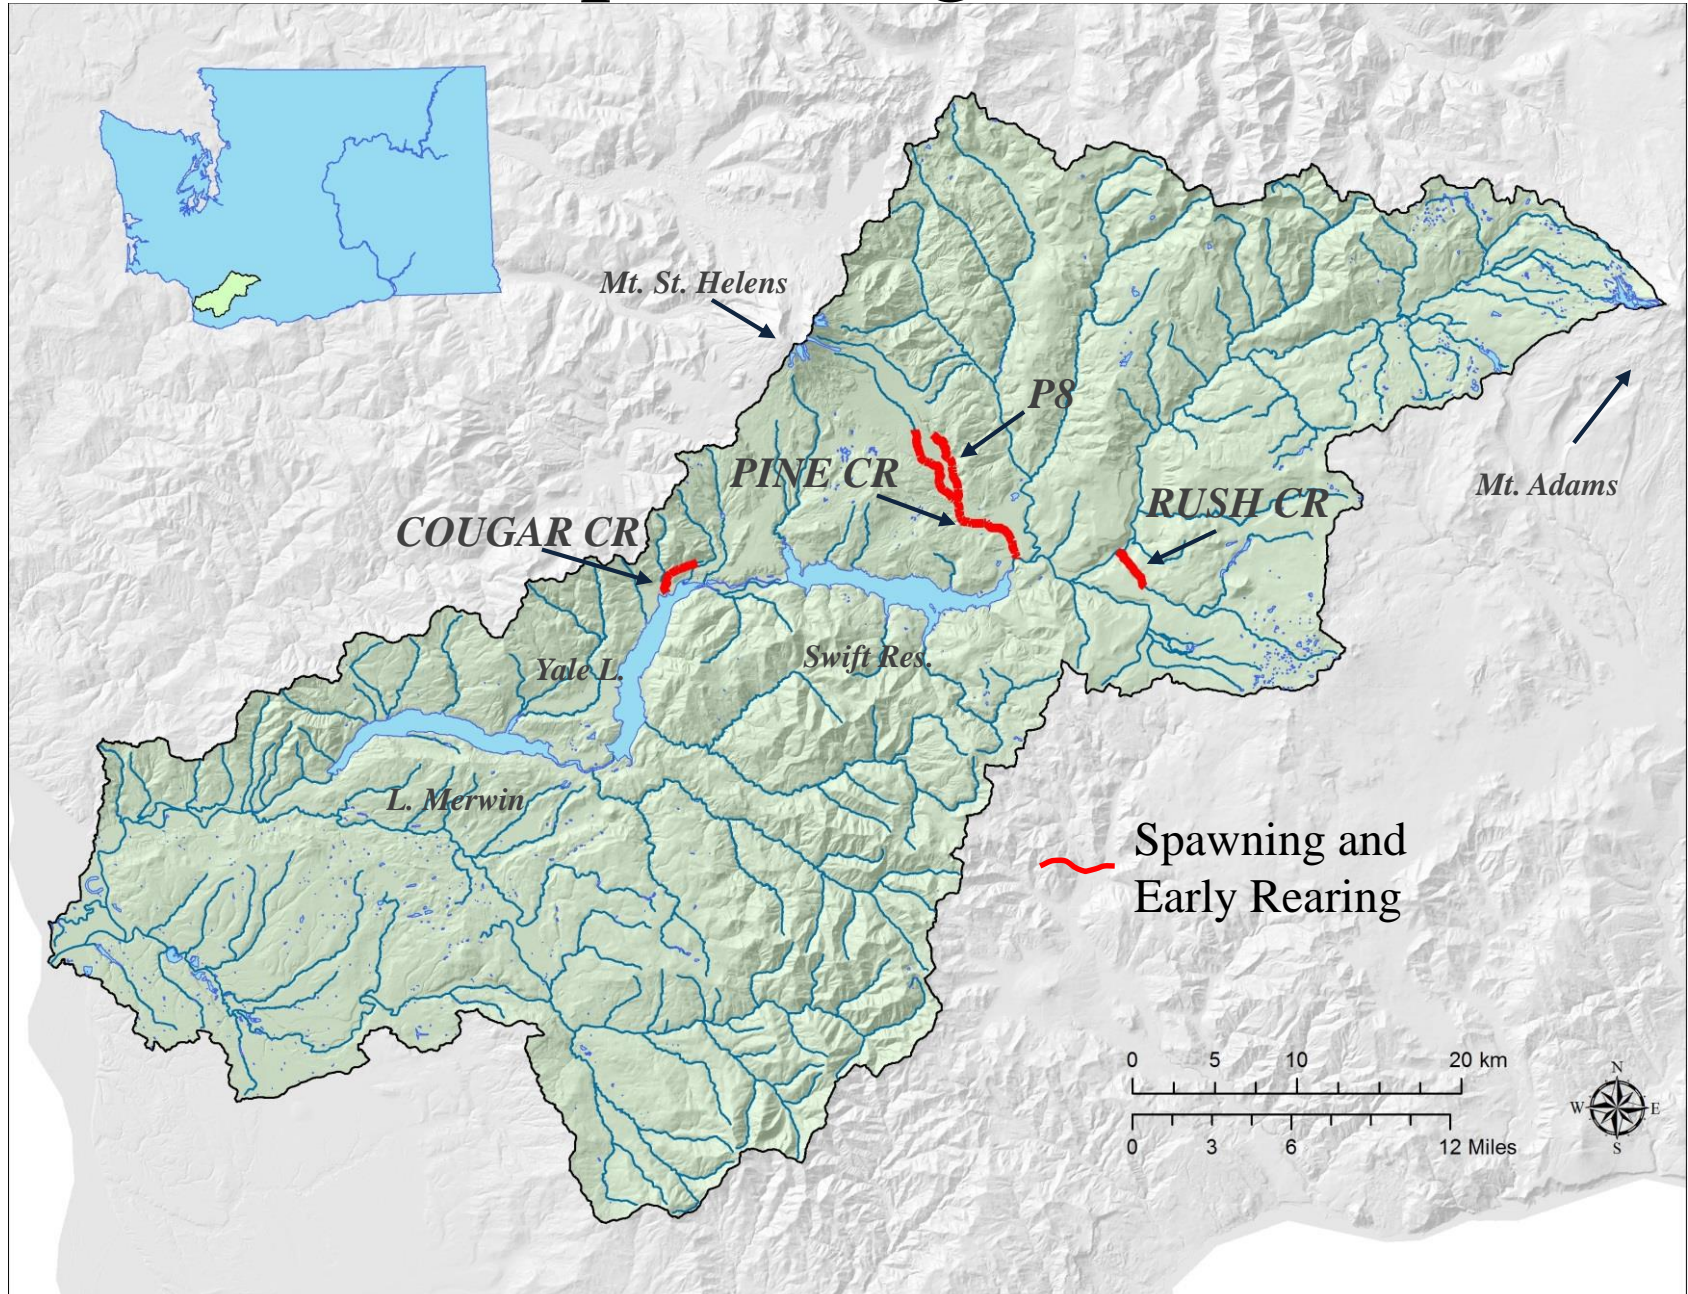 Mt. St. Helens
P8
PINE CR
RUSH CR
Mt. Adams
COUGAR CR
Yale L.
Swift Res.
L. Merwin
Spawning and
Early Rearing
0 5 10 20 km
0 3 6 12 Miles
N
W E
S